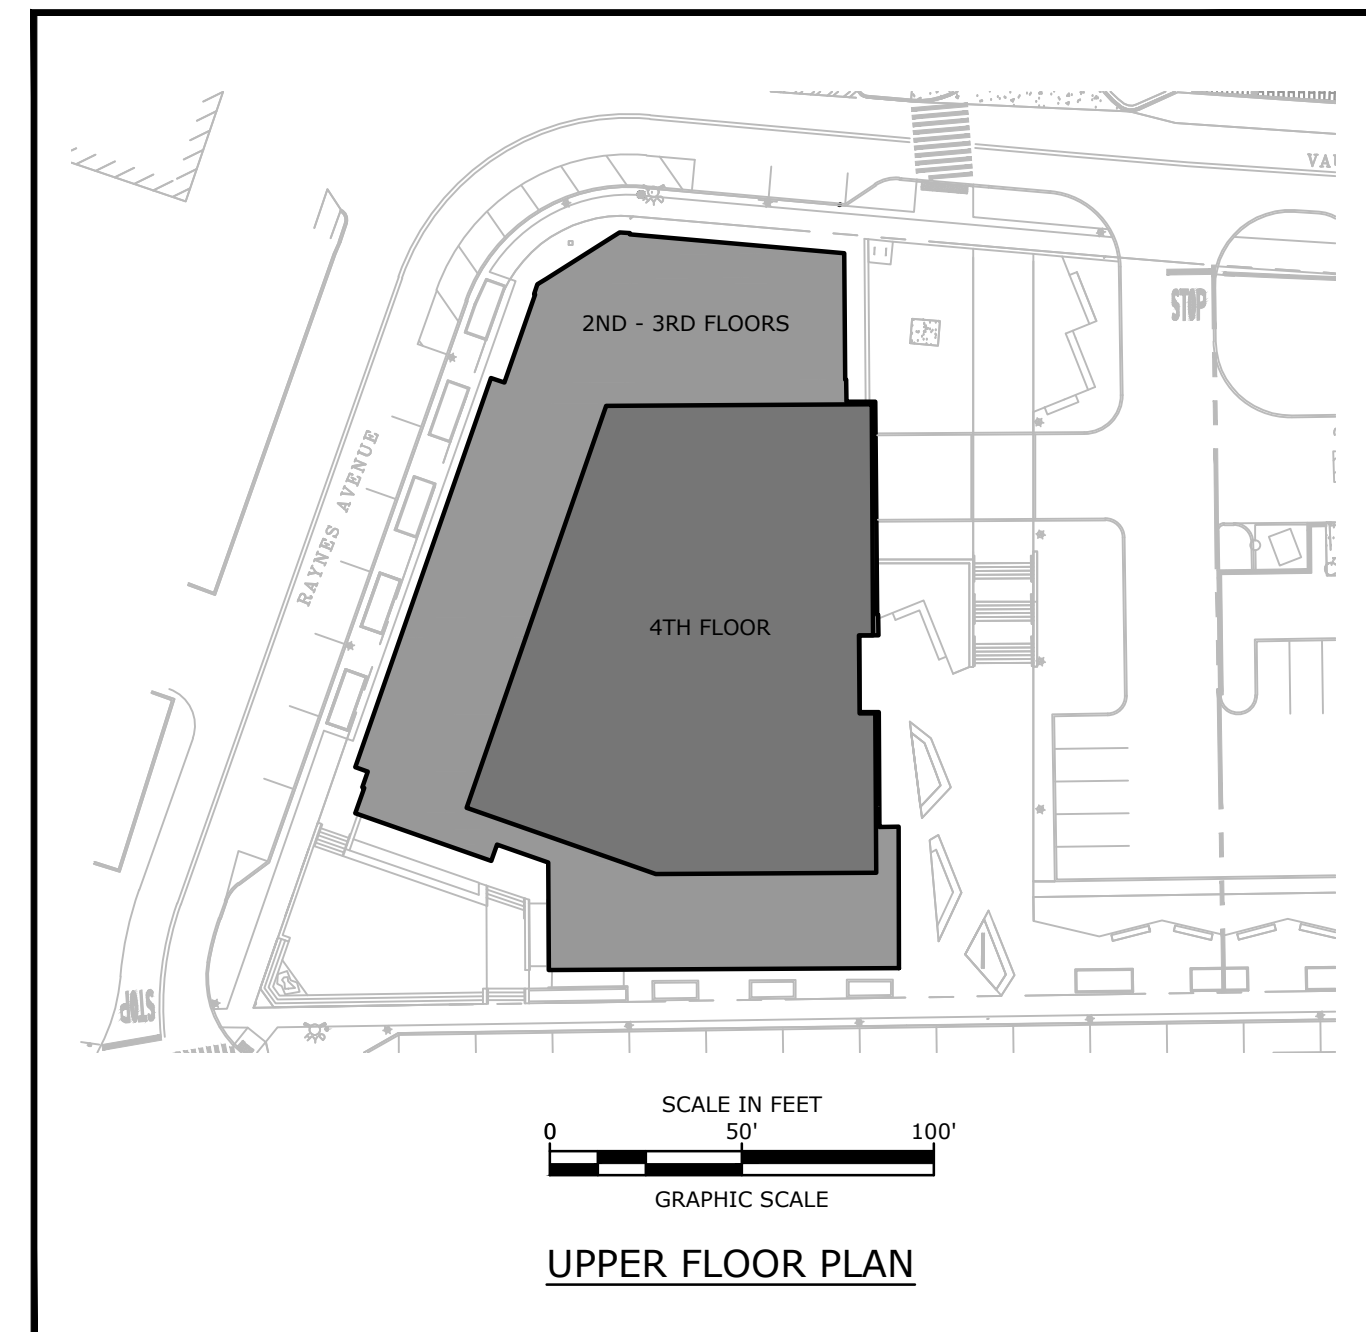 VAU
STOP
2ND - 3RD FLOORS
RAYNES AVENUE
4TH FLOOR
STOP
SCALE IN FEET
0 50' 100'
GRAPHIC SCALE
UPPER FLOOR PLAN